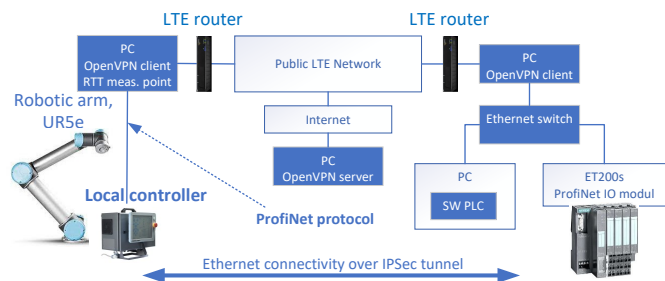 LTE router
LTE router
PC
OpenVPN client
RTT meas. point
Public LTE Network
PC
OpenVPN client
Robotic arm,
UR5e
Internet
Ethernet switch
PC
OpenVPN server
PC
SW PLC
ET200s
ProfiNet IO modul
Local controller
ProfiNet protocol
Ethernet connectivity over IPSec tunnel